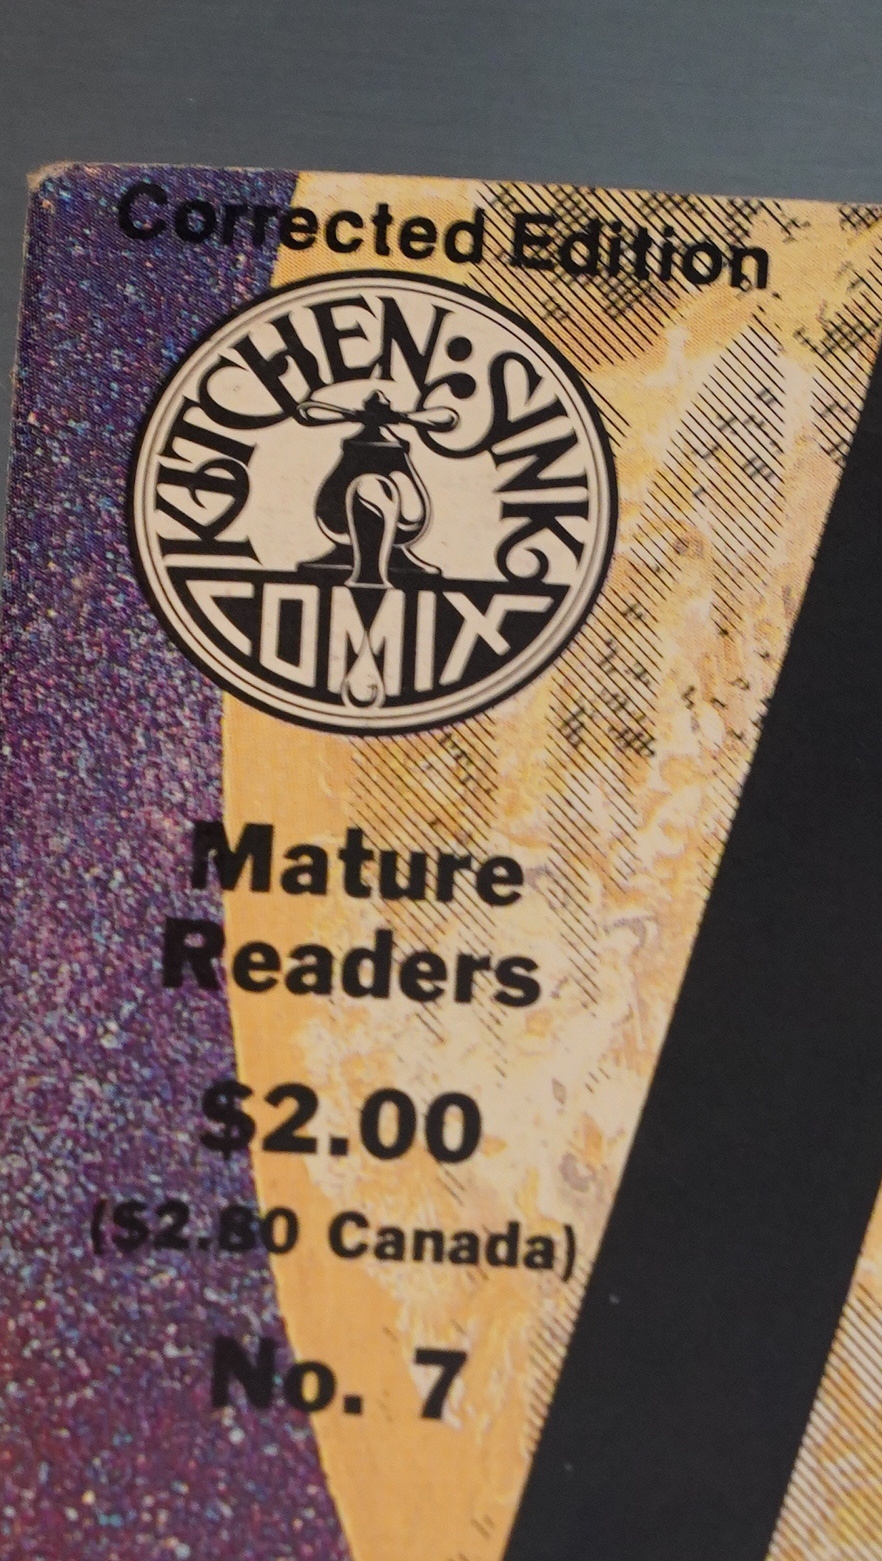 Corrected Edition
KITCHEN SINK
COMIX
Mature
Readers
$2.00
($2.80 Canada)
No. 7